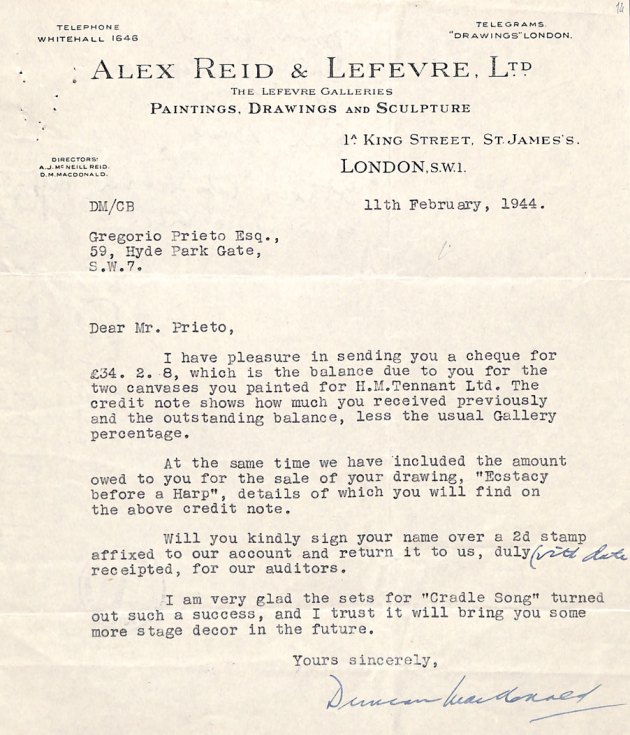 14
TELEPHONE
WHITEHALL 1646
TELEGRAMS.
"DRAWINGS" LONDON.
ALEX REID & LEFEVRE, LTD
THE LEFEVRE GALLERIES
PAINTINGS, DRAWINGS AND SCULPTURE
1A KING STREET, ST. JAMES'S.
LONDON, S.W.1.
DIRECTORS:
A.J. McNEILL REID.
D.M. MACDONALD.
DM/CB
11th February, 1944.
Gregorio Prieto Esq.,
59, Hyde Park Gate,
S.W.7.
Dear Mr. Prieto,
I have pleasure in sending you a cheque for
£34. 2. 8, which is the balance due to you for the
two canvases you painted for H.M.Tennant Ltd. The
credit note shows how much you received previously
and the outstanding balance, less the usual Gallery
percentage.
At the same time we have included the amount
owed to you for the sale of your drawing, "Ecstacy
before a Harp", details of which you will find on
the above credit note.
Will you kindly sign your name over a 2d stamp
affixed to our account and return it to us, duly (with date
receipted, for our auditors.
I am very glad the sets for "Cradle Song" turned
out such a success, and I trust it will bring you some
more stage decor in the future.
Yours sincerely,
Duncan MacDonald